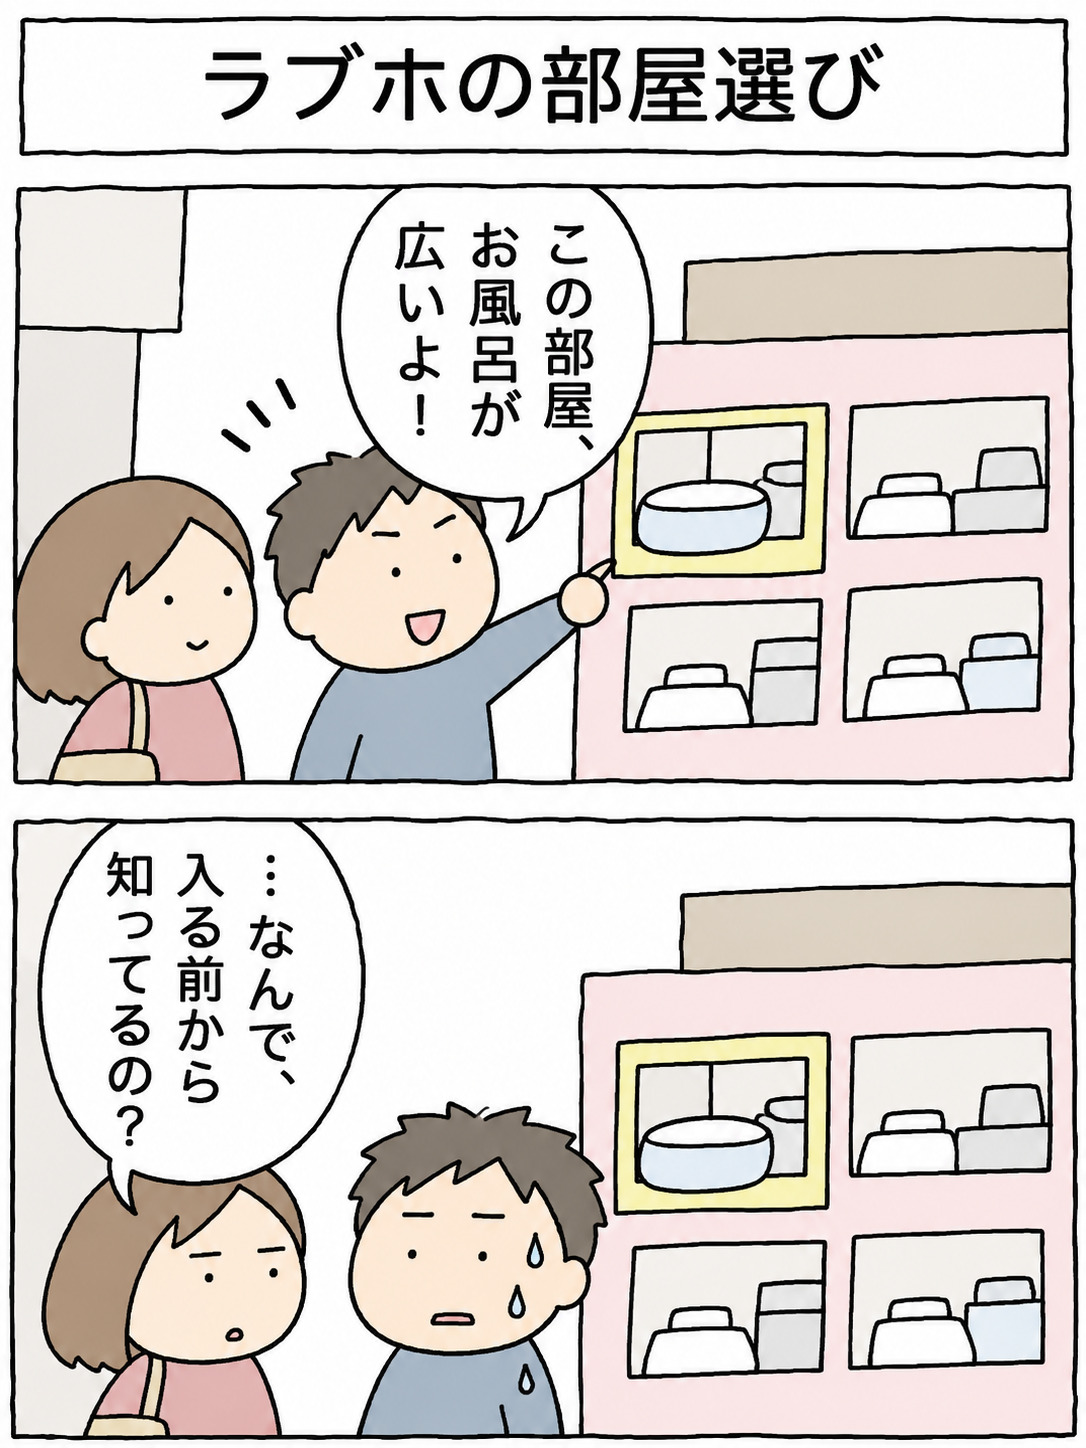 ラブホの部屋選び
この部屋、
お風呂が
広いよ！
…なんで、
入る前から
知ってるの？